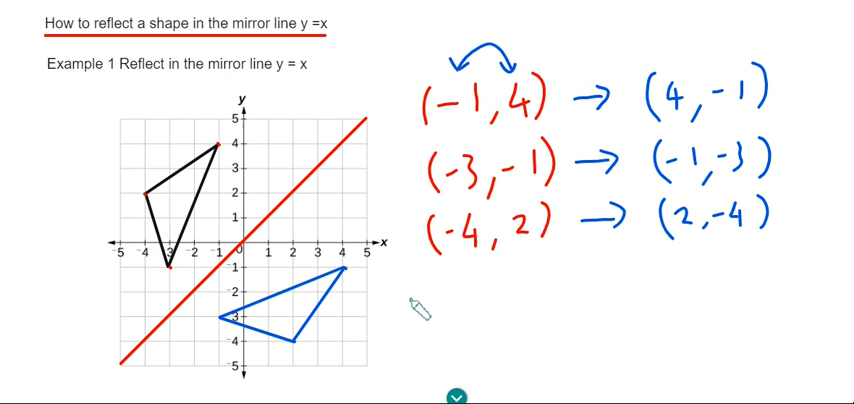 How to reflect a shape in the mirror line y =x
Example 1 Reflect in the mirror line y = x
(-1, 4) → (4, -1)
(-3, -1) → (-1, -3)
(-4, 2) → (2, -4)
y
5
4
3
2
1
-5 -4 -3 -2 -1 0 1 2 3 4 5 x
-1
-2
-3
-4
-5